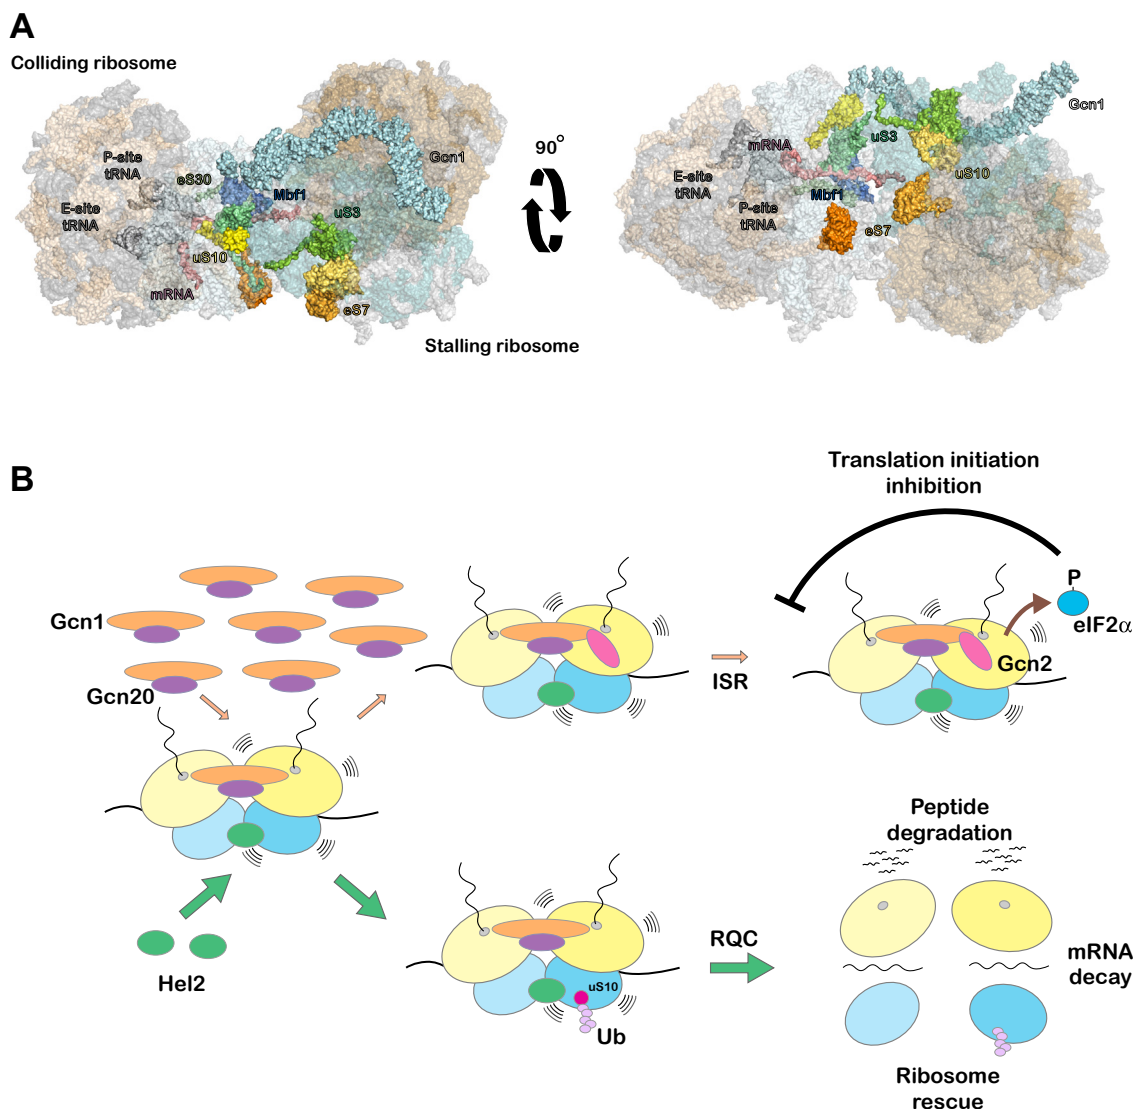 A
Colliding ribosome
P-site
tRNA
eS30
E-site
tRNA
Mbf1
Gcn1
uS3
uS10
mRNA
eS7
Stalling ribosome
90°
Gcn1
mRNA
uS3
E-site
tRNA
uS10
P-site
tRNA
Mbf1
eS7
B
Translation initiation
inhibition
Gcn1
Gcn20
ISR
P
eIF2α
Gcn2
Hel2
uS10
Ub
RQC
Peptide
degradation
mRNA
decay
Ribosome
rescue